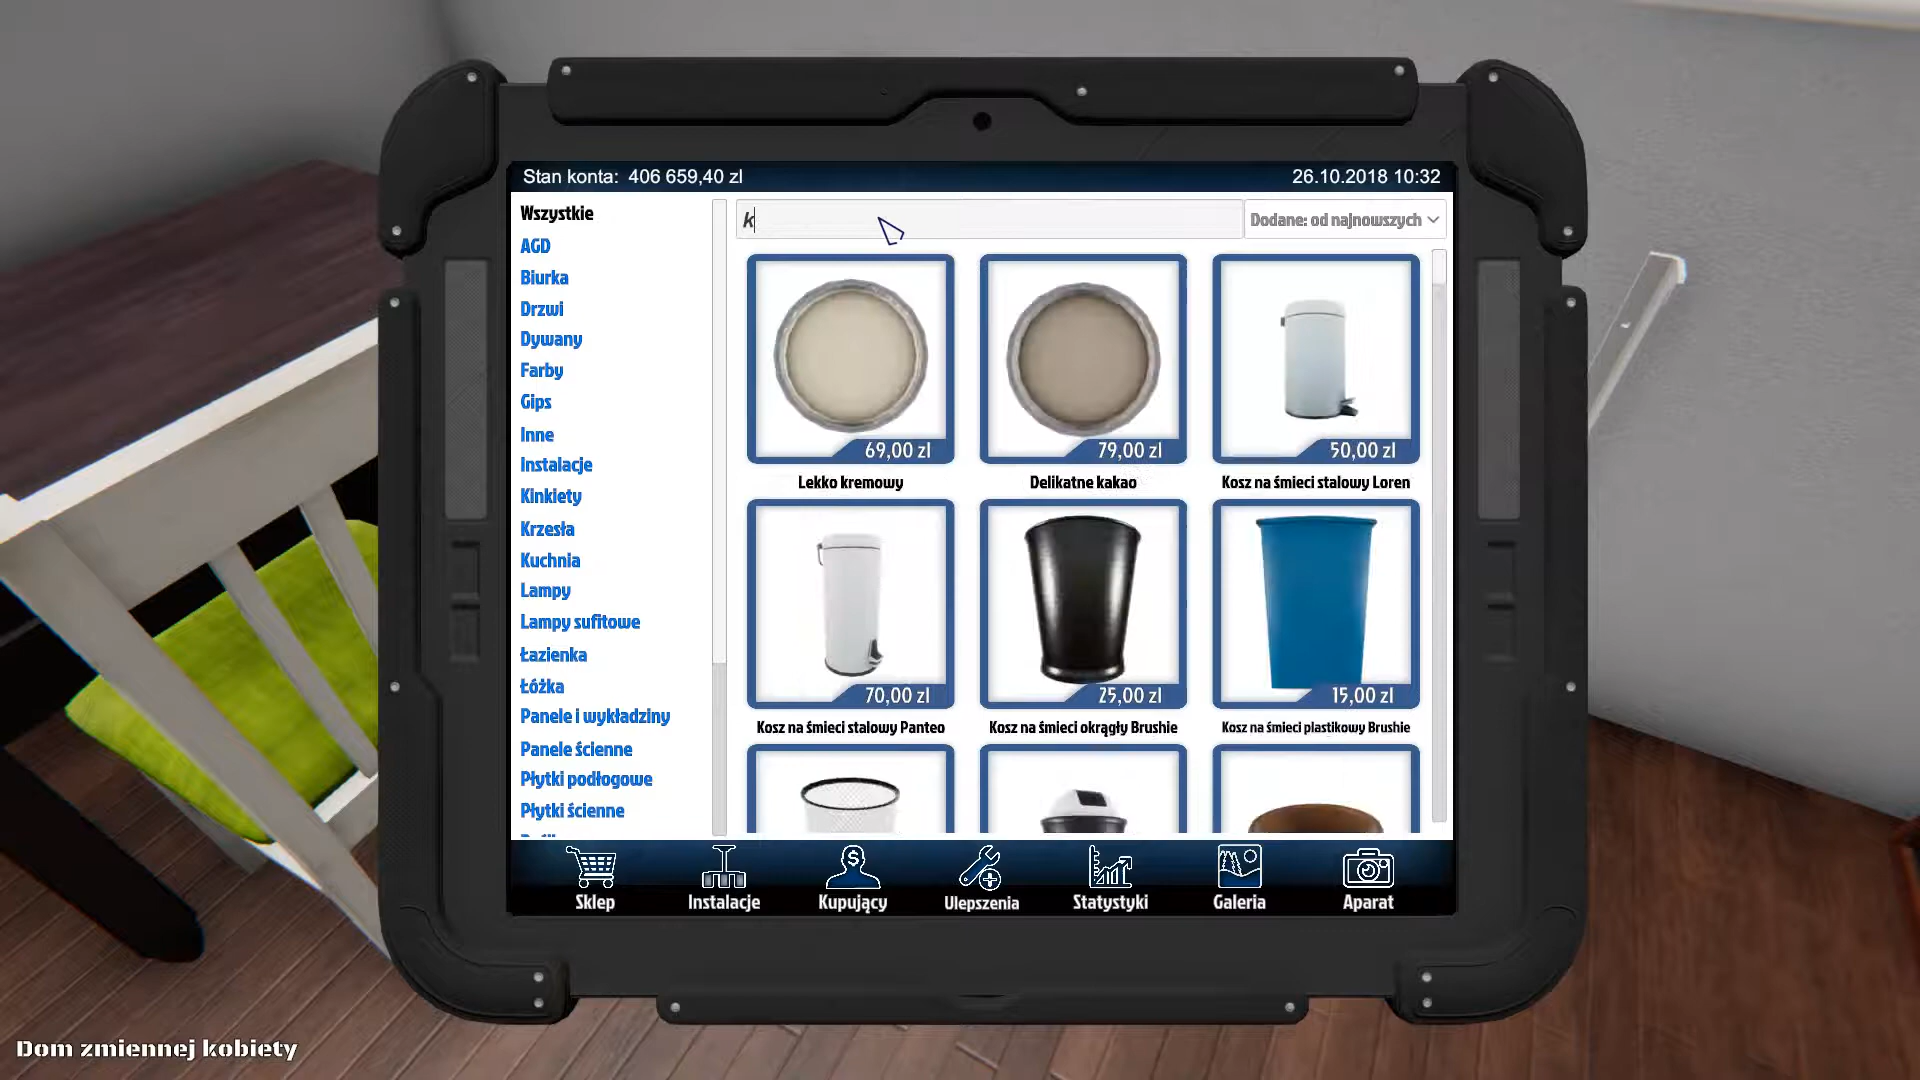 Stan konta: 406 659,40 zl
26.10.2018 10:32
Wszystkie
AGD
Biurka
Drzwi
Dywany
Farby
Gips
Inne
Instalacje
Kinkiety
Krzesła
Kuchnia
Lampy
Lampy sufitowe
Łazienka
Łóżka
Panele i wykładziny
Panele ścienne
Płytki podłogowe
Płytki ścienne
k
Dodane: od najnowszych
69,00 zl
79,00 zl
50,00 zl
Lekko kremowy
Delikatne kakao
Kosz na śmieci stalowy Loren
70,00 zl
25,00 zl
15,00 zl
Kosz na śmieci stalowy Panteo
Kosz na śmieci okrągły Brushie
Kosz na śmieci plastikowy Brushie
Sklep
Instalacje
Kupujący
Ulepszenia
Statystyki
Galeria
Aparat
Dom zmiennej kobiety